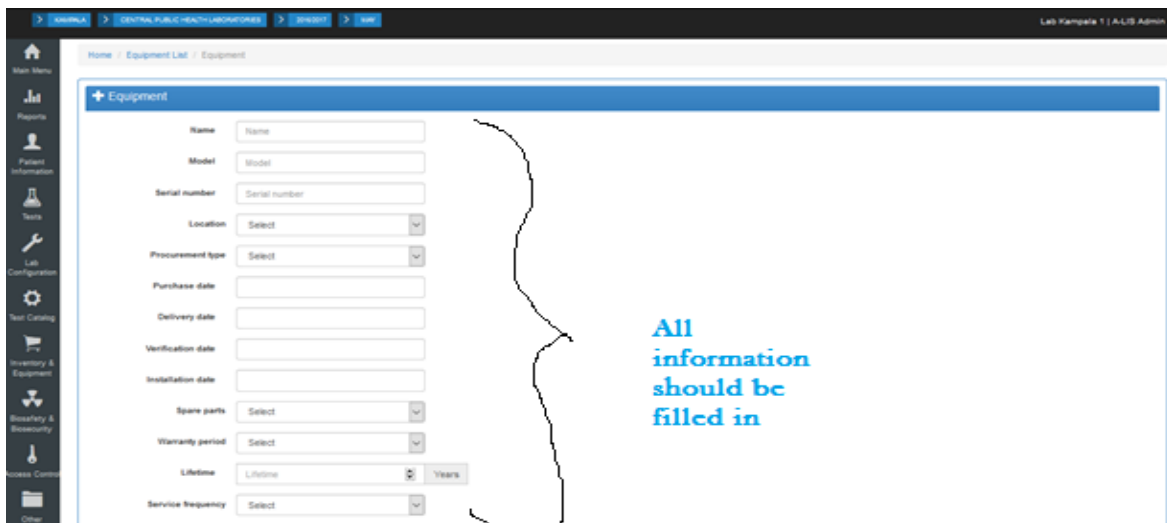 KAMPALA CENTRAL PUBLIC HEALTH LABORATORIES 2016/2017 MAY
Lab Kampala 1 | A-LIS Admin
Home / Equipment List / Equipment
Main Menu
Reports
Patient
Information
Tests
Lab
Configuration
Test Catalog
Inventory &
Equipment
Biosafety &
Biosecurity
Access Control
Other
+ Equipment
Name Name
Model Model
Serial number Serial number
Location Select
Procurement type Select
Purchase date
Delivery date
Verification date
Installation date
Spare parts Select
Warranty period Select
Lifetime Lifetime Years
Service frequency Select
All
information
should be
filled in